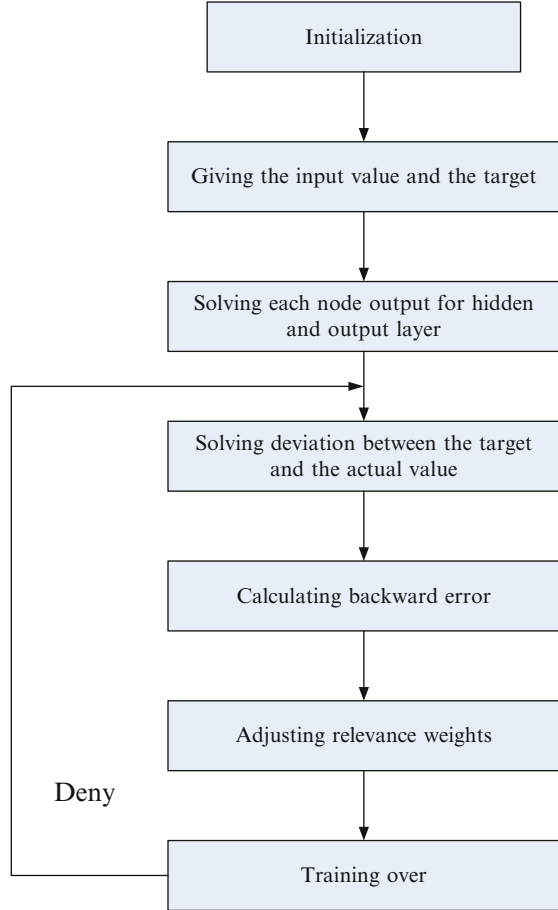 Initialization
Giving the input value and the target
Solving each node output for hidden
and output layer
Solving deviation between the target
and the actual value
Calculating backward error
Adjusting relevance weights
Deny
Training over